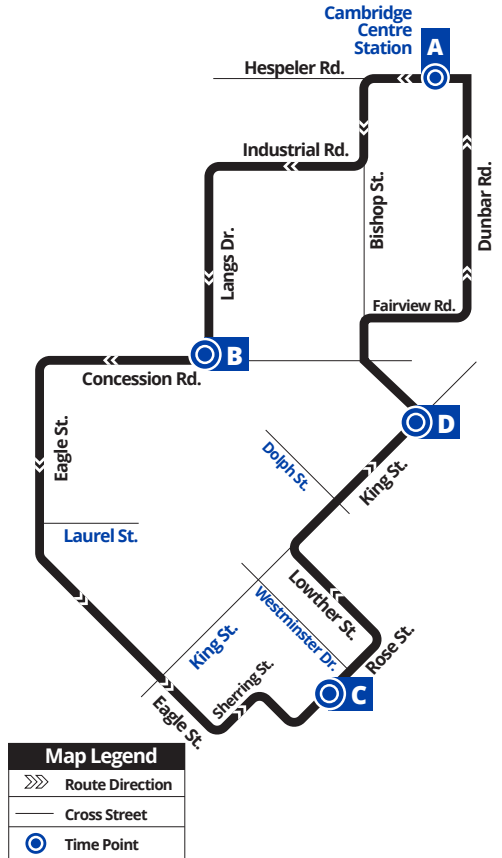 Cambridge
Centre
Station
A
Hespeler Rd.
Industrial Rd.
Bishop St.
Dunbar Rd.
Langs Dr.
Fairview Rd.
B
Concession Rd.
D
Eagle St.
Dolph St.
King St.
Laurel St.
Lowther St.
Westminster Dr.
King St.
Rose St.
Sherring St.
C
Eagle St.
Map Legend
Route Direction
Cross Street
Time Point